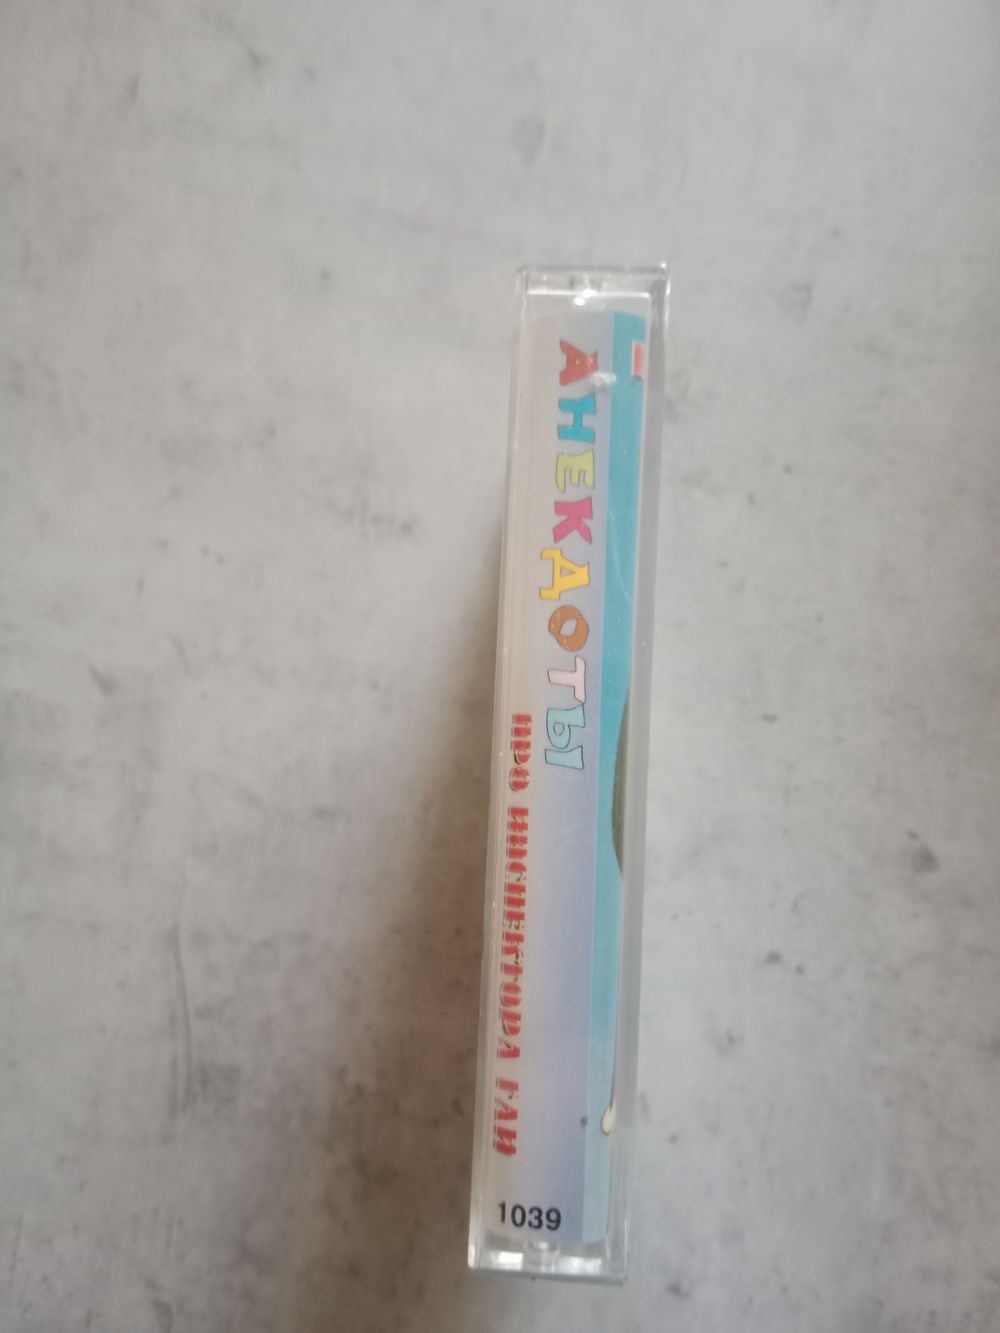 АНЕКДОТЫ
ПРО ИНСПЕКТОРА ГАИ
1039